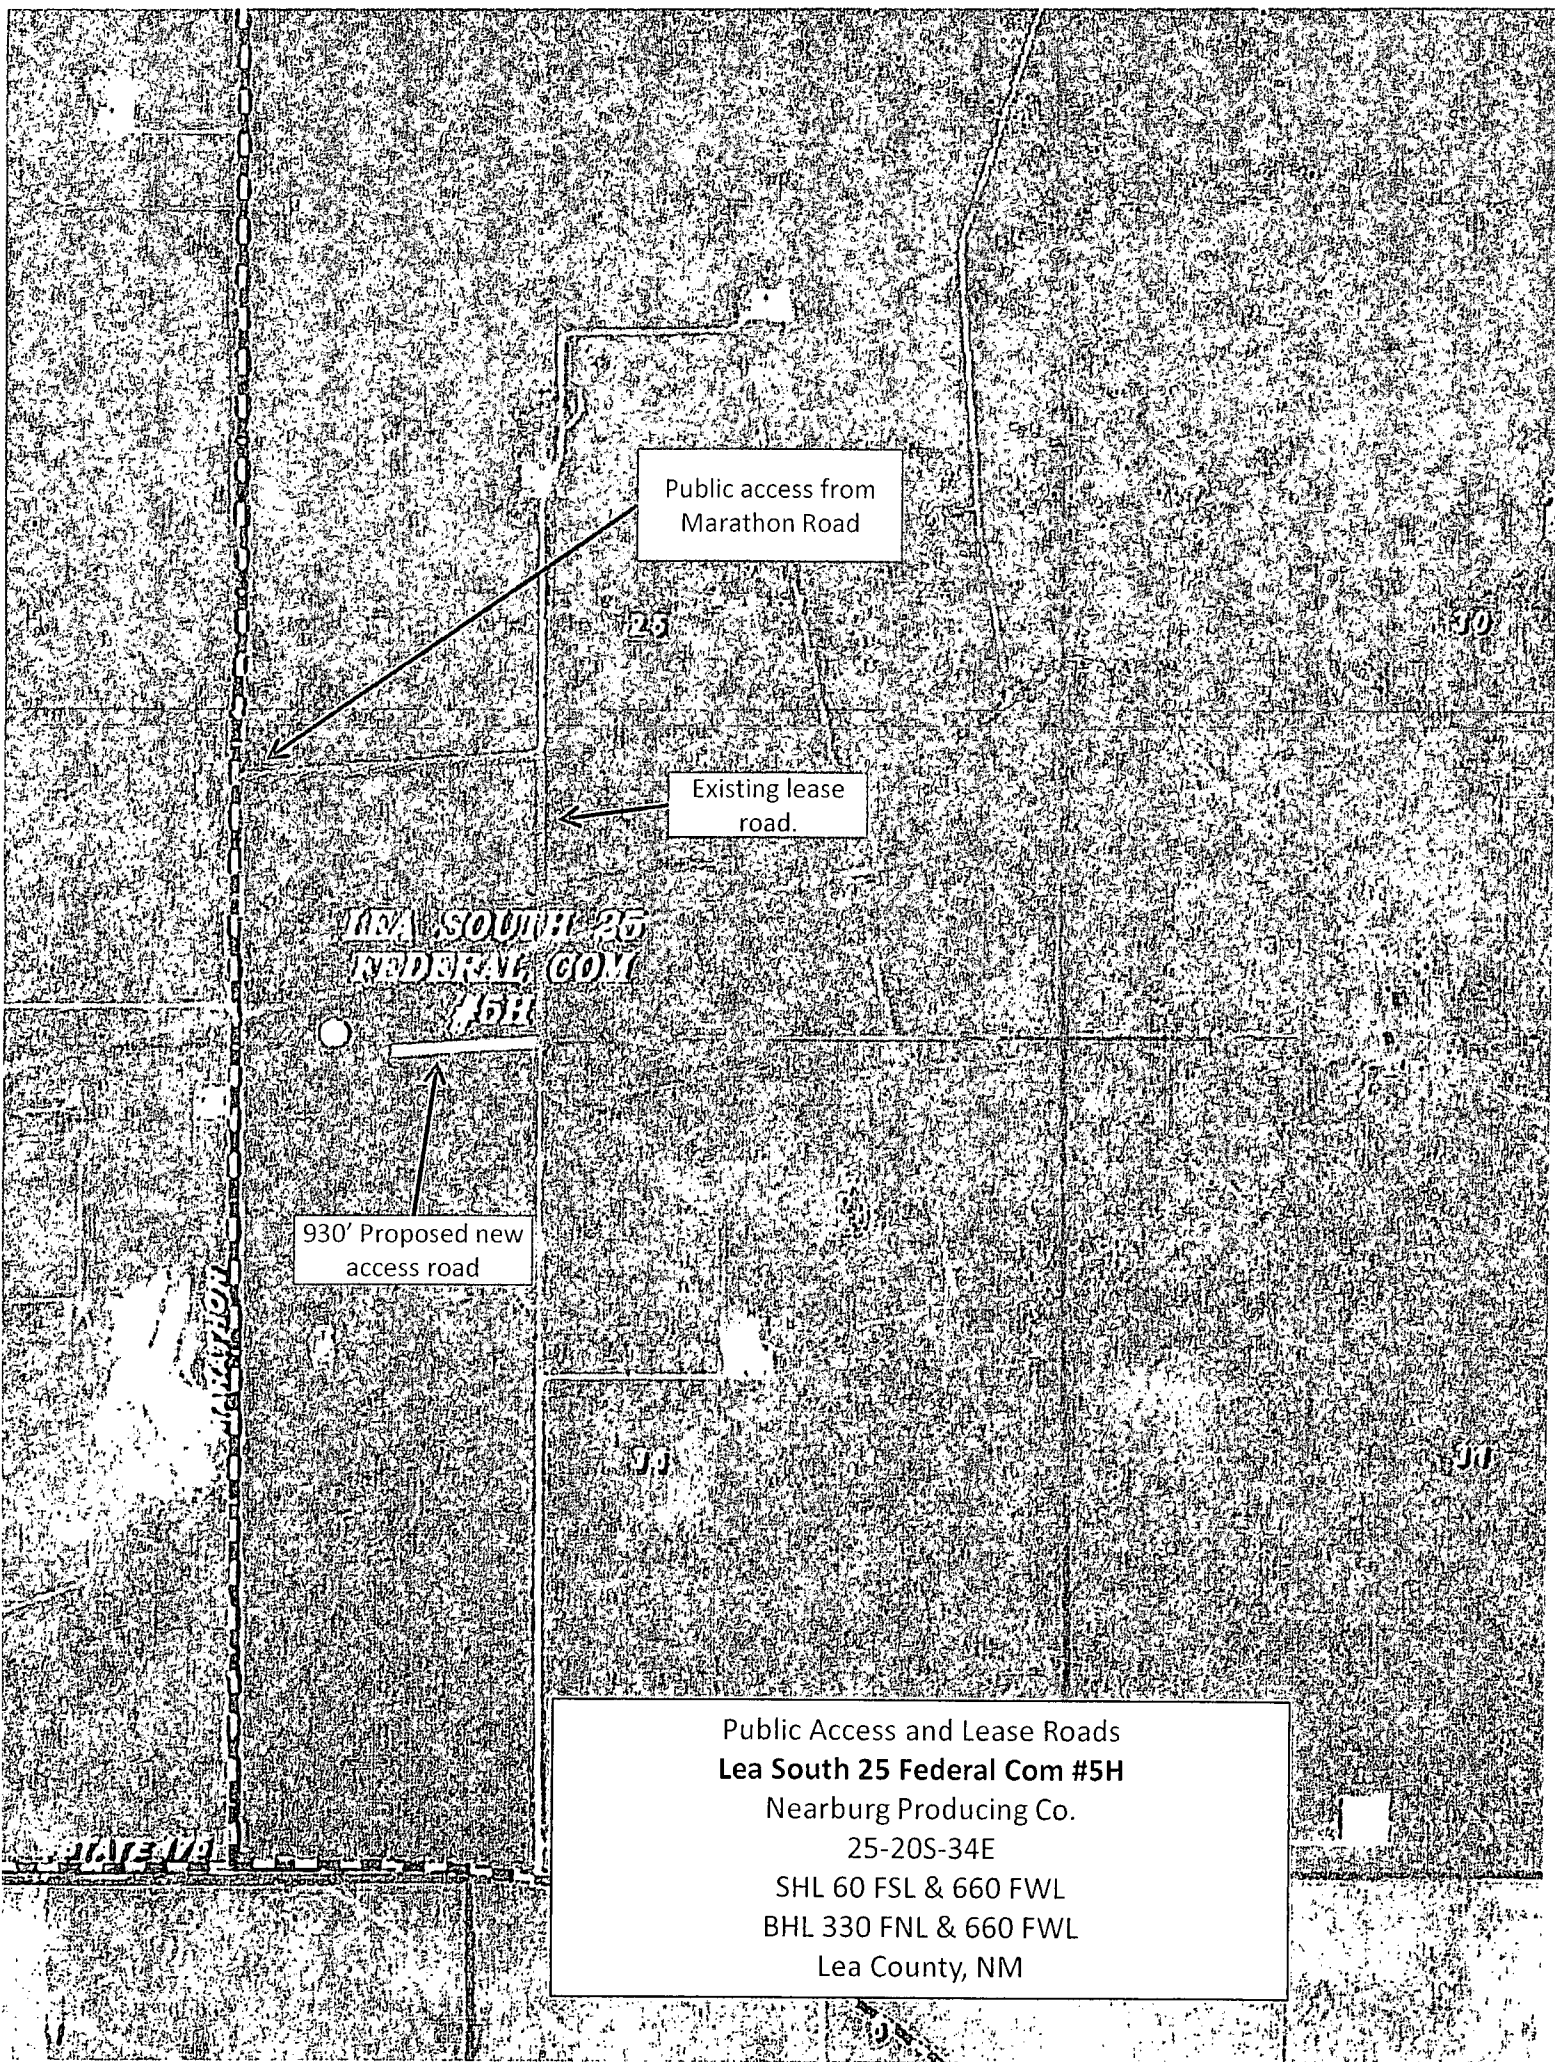 Public access from
Marathon Road
25
30
Existing lease
road.
LEA SOUTH 25
FEDERAL COM
#5H
930' Proposed new
access road
MARATHON
36
31
Public Access and Lease Roads
Lea South 25 Federal Com #5H
Nearburg Producing Co.
25-20S-34E
SHL 60 FSL & 660 FWL
BHL 330 FNL & 660 FWL
Lea County, NM
STATE 176